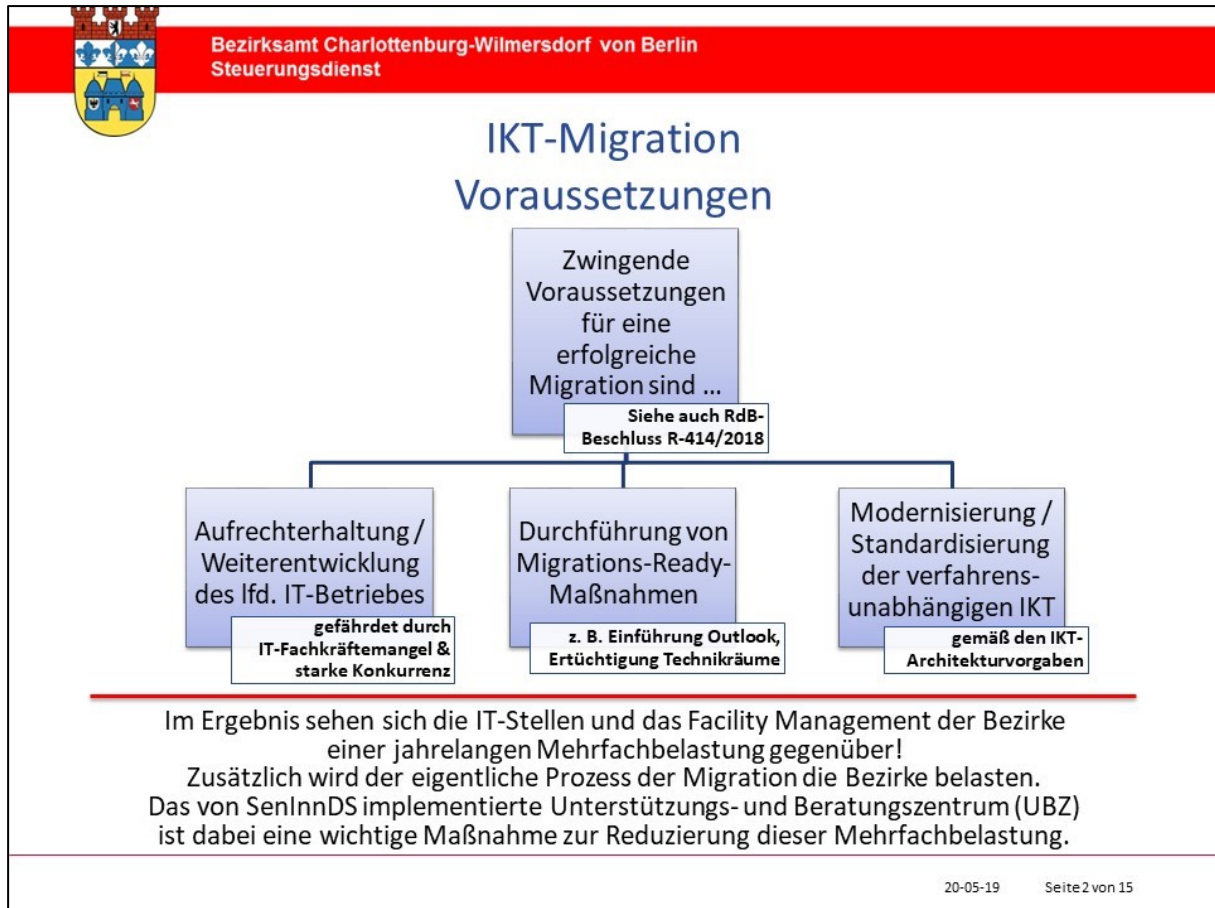 Bezirksamt Charlottenburg-Wilmersdorf von Berlin
Steuerungsdienst
IKT-Migration
Voraussetzungen
Zwingende
Voraussetzungen
für eine
erfolgreiche
Migration sind ...
Siehe auch RdB-
Beschluss R-414/2018
Aufrechterhaltung /
Weiterentwicklung
des lfd. IT-Betriebes
gefährdet durch
IT-Fachkräftemangel &
starke Konkurrenz
Durchführung von
Migrations-Ready-
Maßnahmen
z. B. Einführung Outlook,
Ertüchtigung Technikräume
Modernisierung /
Standardisierung
der verfahrens-
unabhängigen IKT
gemäß den IKT-
Architekturvorgaben
Im Ergebnis sehen sich die IT-Stellen und das Facility Management der Bezirke
einer jahrelangen Mehrfachbelastung gegenüber!
Zusätzlich wird der eigentliche Prozess der Migration die Bezirke belasten.
Das von SenInnDS implementierte Unterstützungs- und Beratungszentrum (UBZ)
ist dabei eine wichtige Maßnahme zur Reduzierung dieser Mehrfachbelastung.
20-05-19 Seite 2 von 15